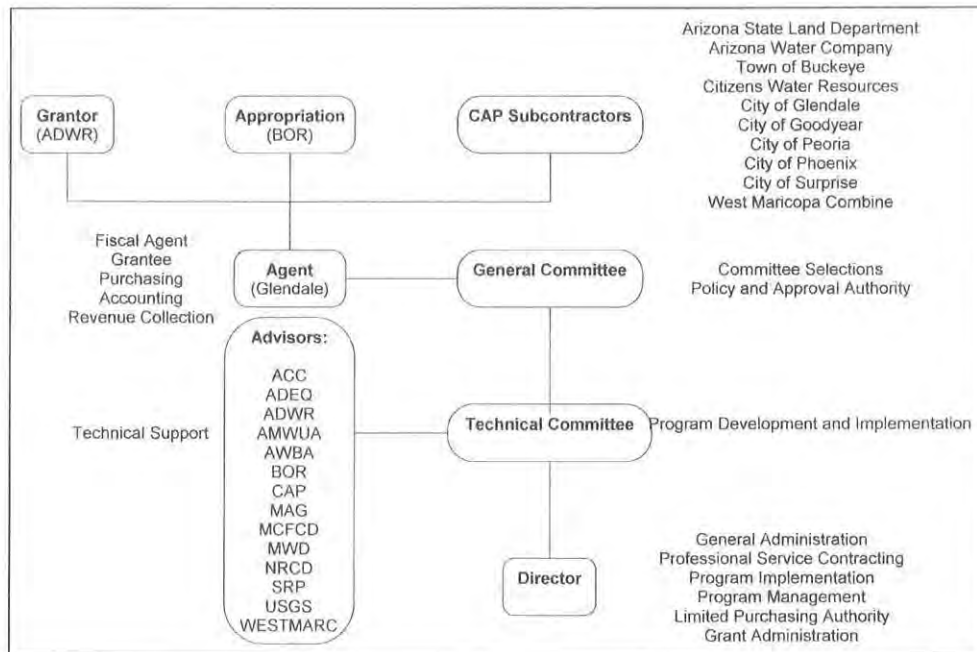 Arizona State Land Department
Arizona Water Company
Town of Buckeye
Citizens Water Resources
City of Glendale
City of Goodyear
City of Peoria
City of Phoenix
City of Surprise
West Maricopa Combine
Grantor
(ADWR)
Appropriation
(BOR)
CAP Subcontractors
Fiscal Agent
Grantee
Purchasing
Accounting
Revenue Collection
Agent
(Glendale)
General Committee
Committee Selections
Policy and Approval Authority
Advisors:
ACC
ADEQ
ADWR
AMWUA
AWBA
BOR
CAP
MAG
MCFCD
MWD
NRCD
SRP
USGS
WESTMARC
Technical Support
Technical Committee
Program Development and Implementation
Director
General Administration
Professional Service Contracting
Program Implementation
Program Management
Limited Purchasing Authority
Grant Administration